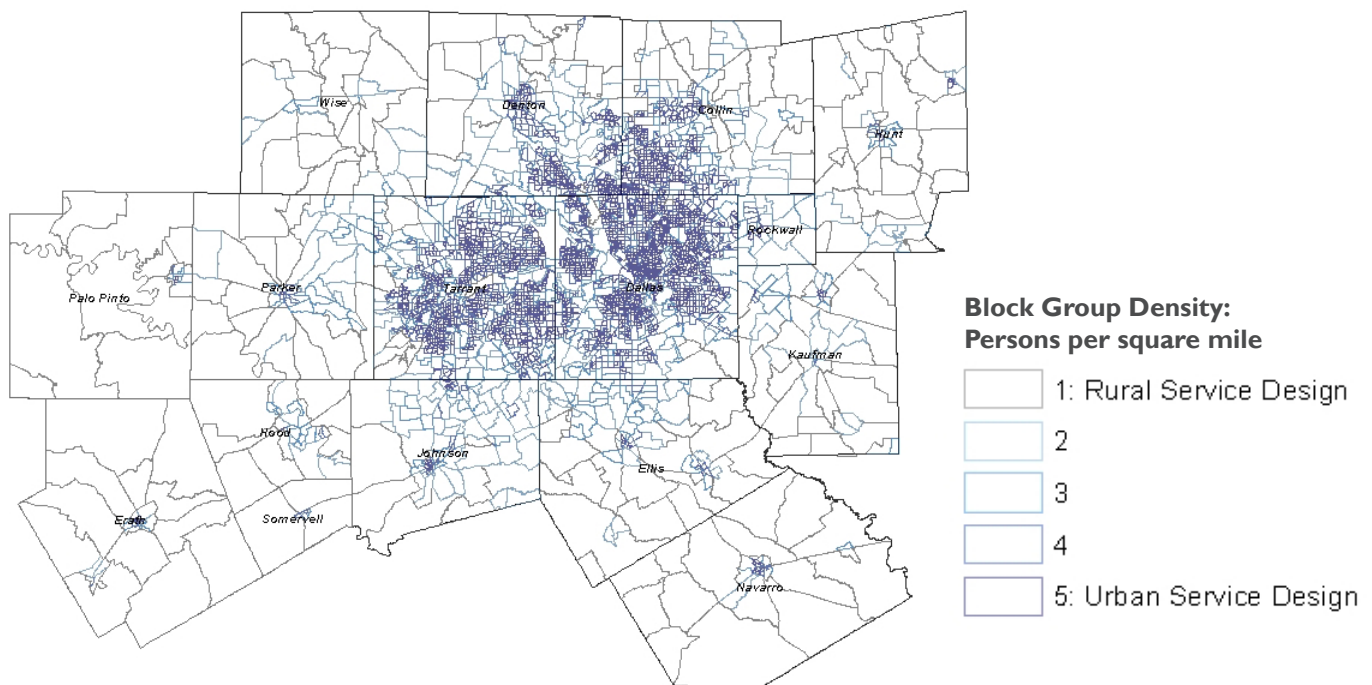 Wise
Denton
Collin
Hunt
Palo Pinto
Parker
Tarrant
Dallas
Rockwall
Kaufman
Hood
Johnson
Ellis
Erath
Somervell
Navarro
Block Group Density:
Persons per square mile
1: Rural Service Design
2
3
4
5: Urban Service Design